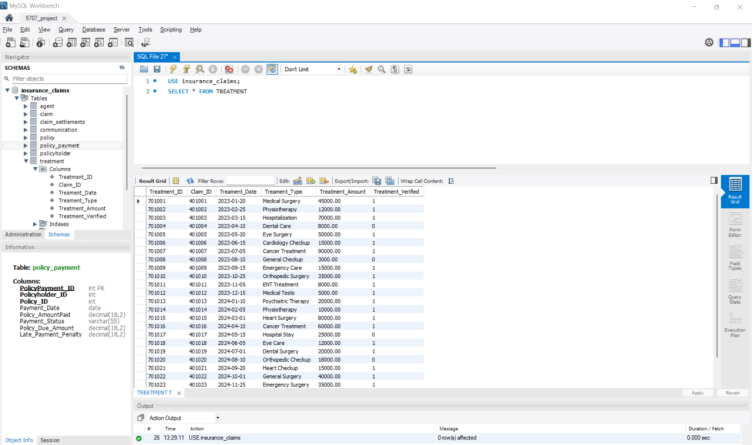 MySQL Workbench
5707_project
File Edit View Query Database Server Tools Scripting Help
Navigator
SCHEMAS
Filter objects
insurance_claims
Tables
agent
claim
claim_settlements
communication
policy
policy_payment
policyholder
treatment
Columns
Treatment_ID
Claim_ID
Treament_Date
Treament_Type
Treatment_Amount
Treatment_Verified
Indexes
Administration Schemas
Information
Table: policy_payment
Columns:
PolicyPayment_ID int PK
Policyholder_ID int
Policy_ID int
Payment_Date date
Policy_AmountPaid decimal(18,2)
Payment_Status varchar(55)
Policy_Due_Amount decimal(18,2)
Late_Payment_Penalty decimal(18,2)
Object Info Session
SQL File 27*
Don't Limit
1 USE insurance_claims;
2 SELECT * FROM TREATMENT
Result Grid Filter Rows: Edit: Export/Import: Wrap Cell Content:
Treatment_ID Claim_ID Treament_Date Treament_Type Treatment_Amount Treatment_Verified
701001 401001 2023-01-20 Medical Surgery 45000.00 1
701002 401002 2023-02-25 Physiotherapy 12000.00 1
701003 401003 2023-03-15 Hospitalization 70000.00 1
701004 401004 2023-04-10 Dental Care 8000.00 0
701005 401005 2023-05-20 Eye Surgery 50000.00 1
701006 401006 2023-06-15 Cardiology Checkup 15000.00 1
701007 401007 2023-07-05 Cancer Treatment 90000.00 1
701008 401008 2023-08-10 General Checkup 3000.00 0
701009 401009 2023-09-15 Emergency Care 15000.00 1
701010 401010 2023-10-25 Orthopedic Surgery 35000.00 1
701011 401011 2023-11-05 ENT Treatment 8000.00 1
701012 401012 2023-12-15 Medical Tests 5000.00 1
701013 401013 2024-01-10 Psychiatric Therapy 20000.00 1
701014 401014 2024-02-05 Physiotherapy 10000.00 1
701015 401015 2024-03-01 Heart Surgery 80000.00 1
701016 401016 2024-04-10 Cancer Treatment 60000.00 1
701017 401017 2024-05-15 Hospital Stay 25000.00 0
701018 401018 2024-06-05 Eye Care 12000.00 1
701019 401019 2024-07-01 Dental Surgery 20000.00 1
701020 401020 2024-08-10 Orthopedic Checkup 18000.00 0
701021 401021 2024-09-20 Heart Checkup 15000.00 1
701022 401022 2024-10-01 General Surgery 40000.00 1
701023 401023 2024-11-25 Emergency Surgery 35000.00 1
Result Grid
Form Editor
Field Types
Query Stats
Execution Plan
TREATMENT 7 Apply Revert
Output
Action Output
# Time Action Message Duration / Fetch
26 13:29:11 USE insurance_claims 0 row(s) affected 0.000 sec